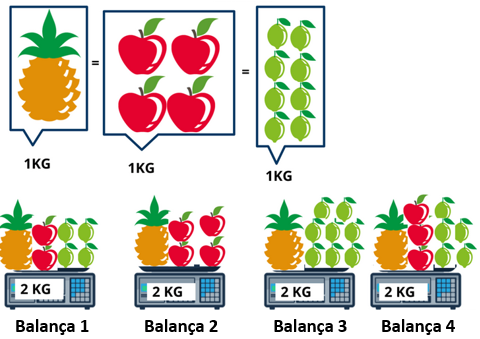 =
=
1KG
1KG
1KG
2 KG
2 KG
2 KG
2 KG
Balança 1
Balança 2
Balança 3
Balança 4